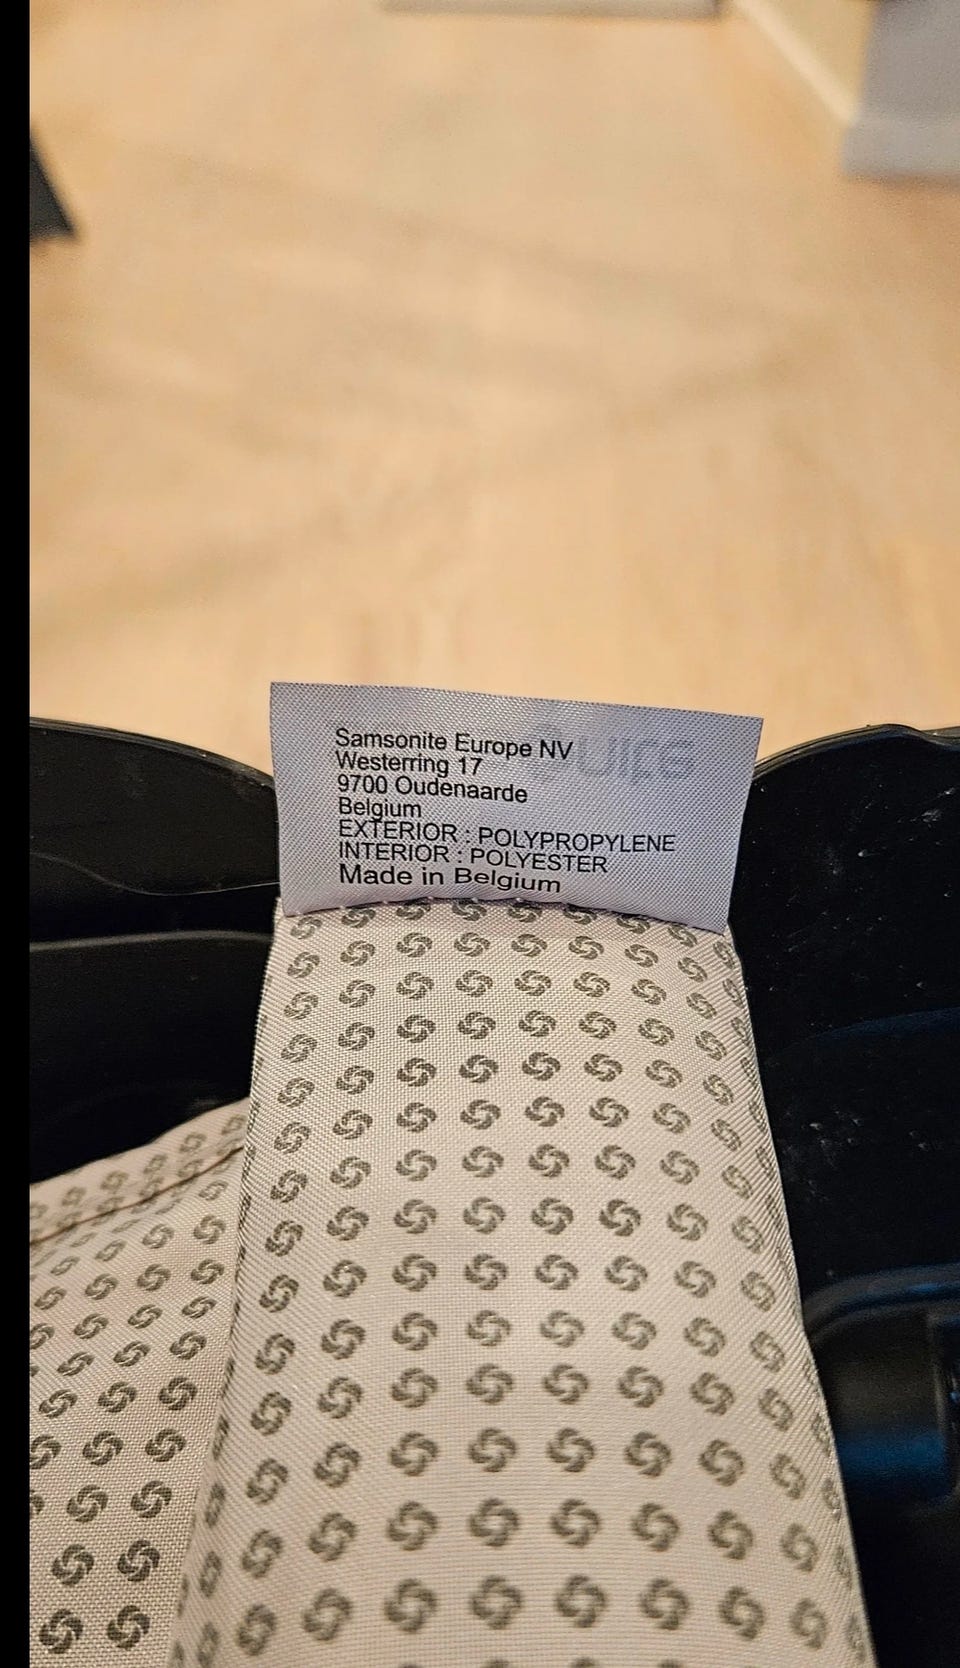 Samsonite Europe NV
Westerring 17
9700 Oudenaarde
Belgium
EXTERIOR : POLYPROPYLENE
INTERIOR : POLYESTER
Made in Belgium